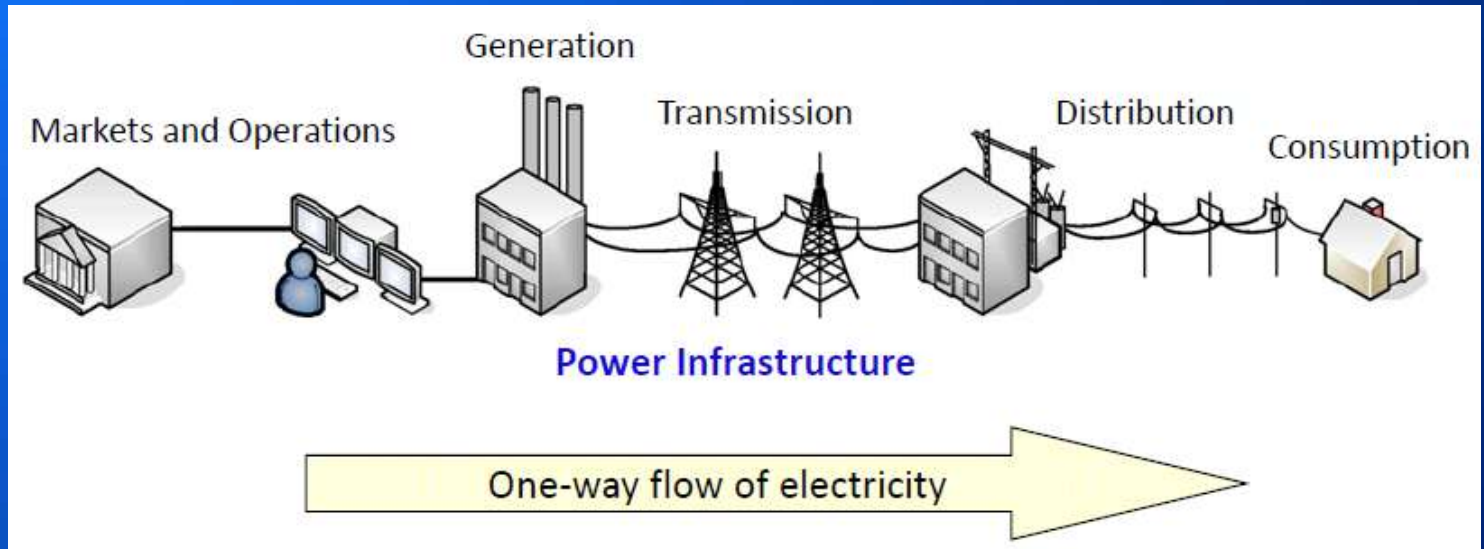 Generation
Markets and Operations
Transmission
Distribution
Consumption
Power Infrastructure
One-way flow of electricity